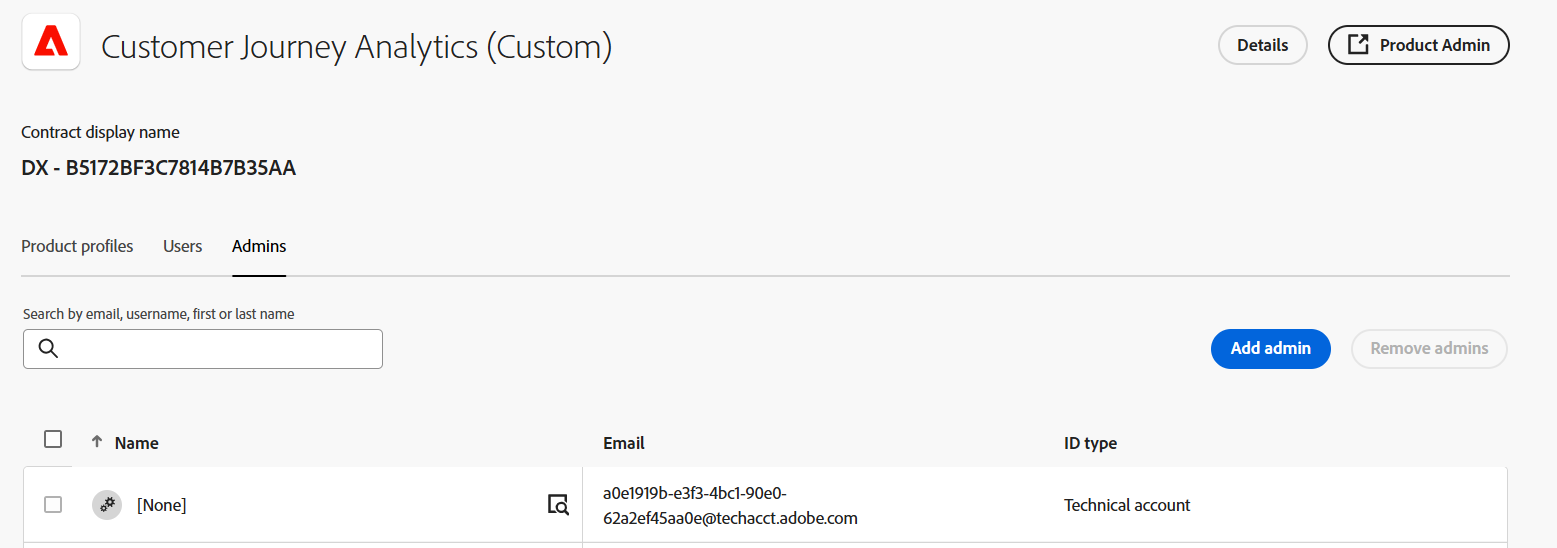 Customer Journey Analytics (Custom)
Details
Product Admin
Contract display name
DX - B5172BF3C7814B7B35AA
Product profiles
Users
Admins
Search by email, username, first or last name
Add admin
Remove admins
Name
Email
ID type
[None]
a0e1919b-e3f3-4bc1-90e0-
62a2ef45aa0e@techacct.adobe.com
Technical account